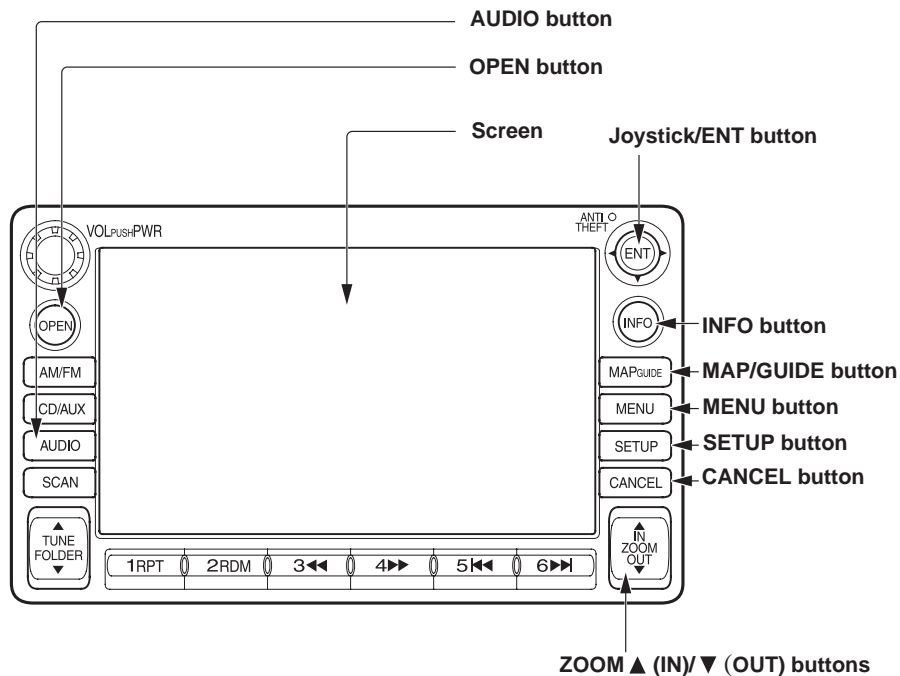 AUDIO button
OPEN button
Screen
Joystick/ENT button
VOLPUSHPWR
ANTI
THEFT
ENT
OPEN
INFO
INFO button
AM/FM
MAPGUIDE
MAP/GUIDE button
CD/AUX
MENU
MENU button
AUDIO
SETUP
SETUP button
SCAN
CANCEL
CANCEL button
▲
TUNE
FOLDER
▼
▲
IN
ZOOM
OUT
▼
1RPT
2RDM
3◀◀
4▶▶
5|◀◀
6▶▶|
ZOOM ▲ (IN)/ ▼ (OUT) buttons